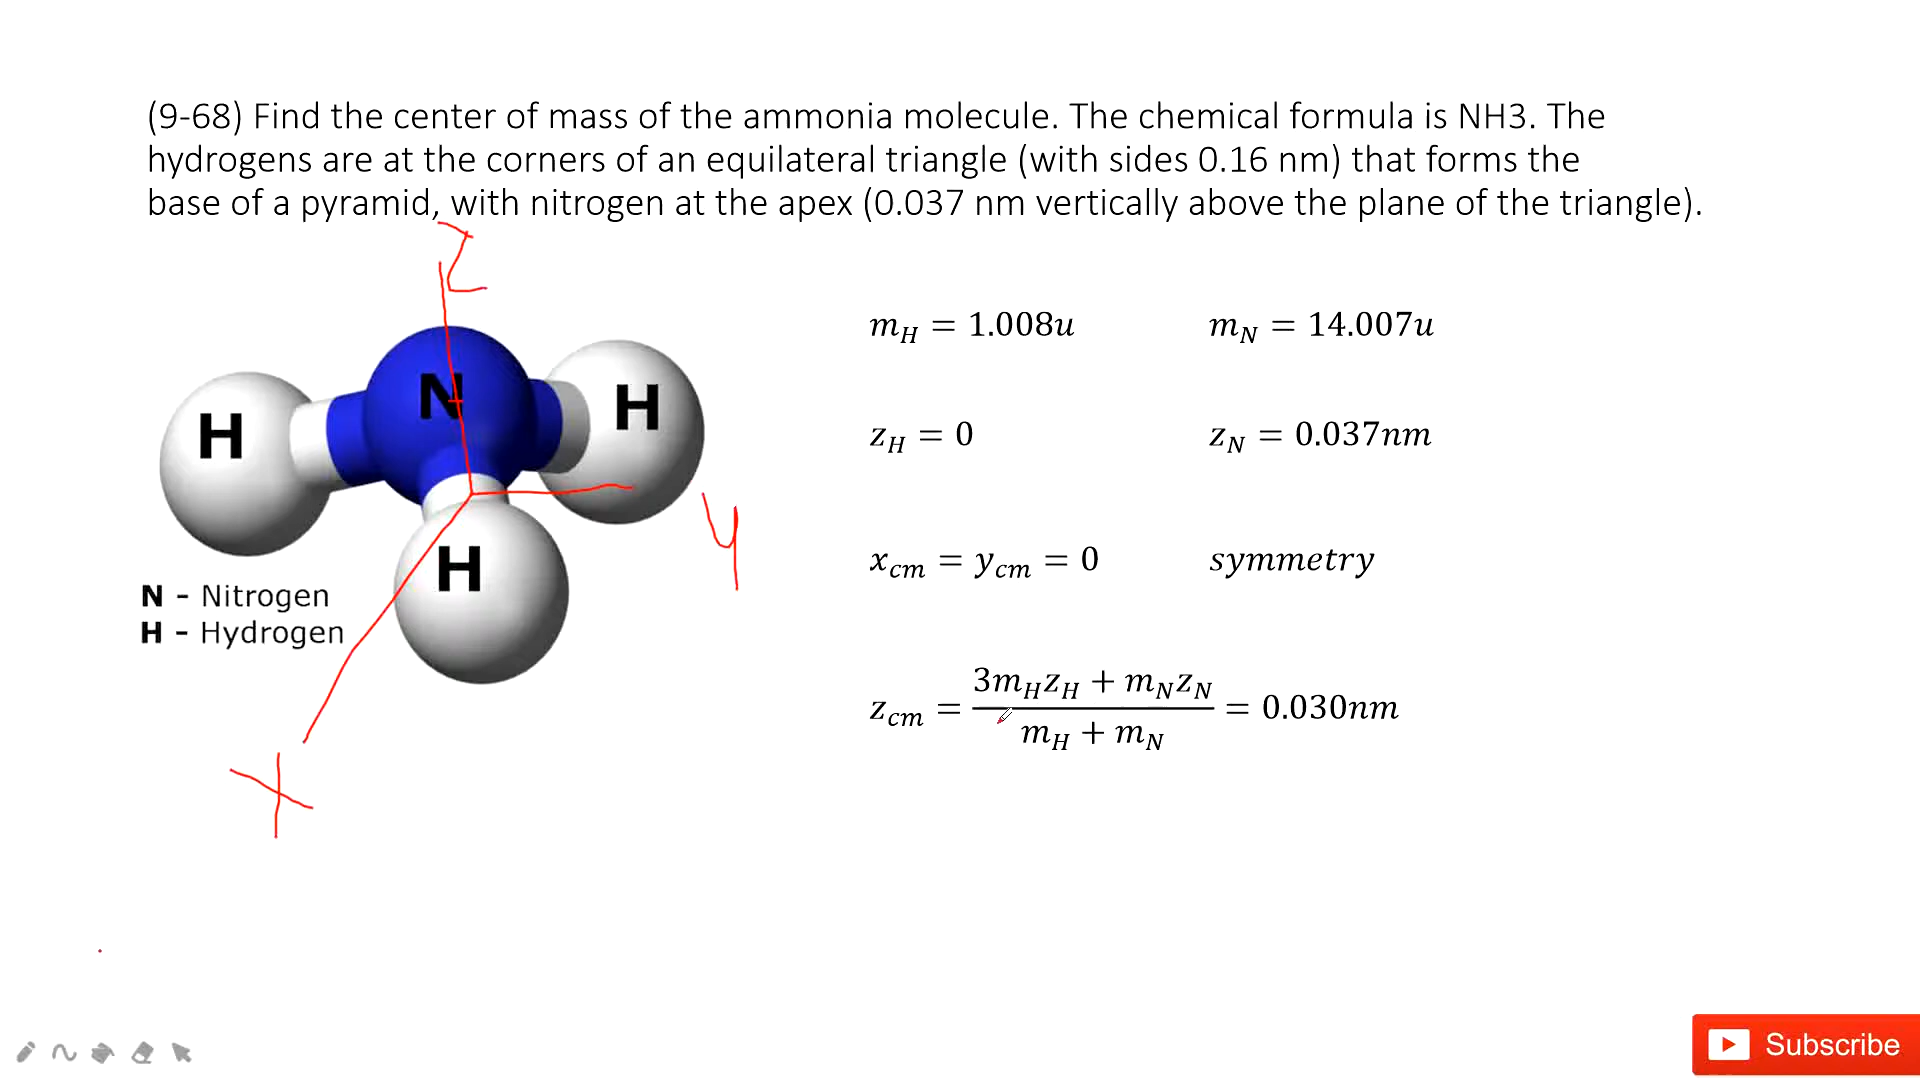 (9-68) Find the center of mass of the ammonia molecule. The chemical formula is NH3. The
hydrogens are at the corners of an equilateral triangle (with sides 0.16 nm) that forms the
base of a pyramid, with nitrogen at the apex (0.037 nm vertically above the plane of the triangle).
z
m_H = 1.008u
m_N = 14.007u
N
H
H
z_H = 0
z_N = 0.037nm
y
H
x_cm = y_cm = 0
symmetry
N - Nitrogen
H - Hydrogen
z_cm = (3m_H z_H + m_N z_N) / (m_H + m_N) = 0.030nm
x
Subscribe